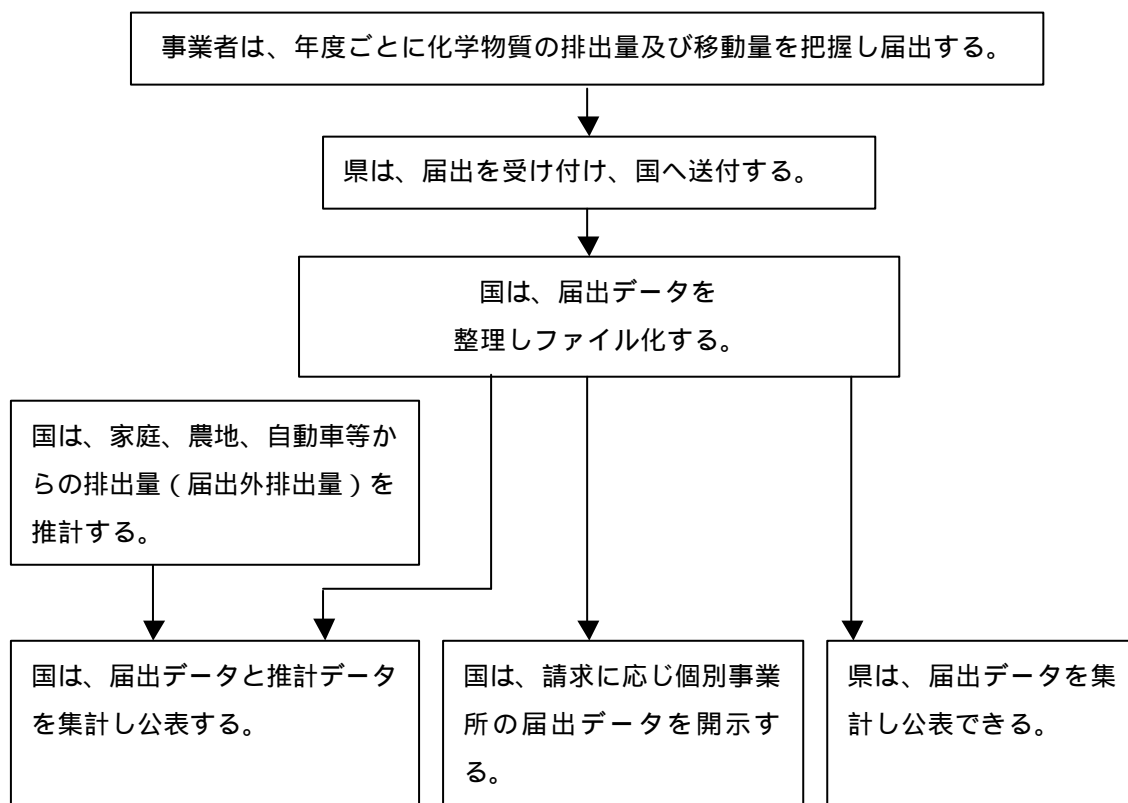 事業者は、年度ごとに化学物質の排出量及び移動量を把握し届出する。
県は、届出を受け付け、国へ送付する。
国は、届出データを
整理しファイル化する。
国は、家庭、農地、自動車等か
らの排出量（届出外排出量）を
推計する。
国は、届出データと推計データ
を集計し公表する。
国は、請求に応じ個別事業
所の届出データを開示す
る。
県は、届出データを集
計し公表できる。